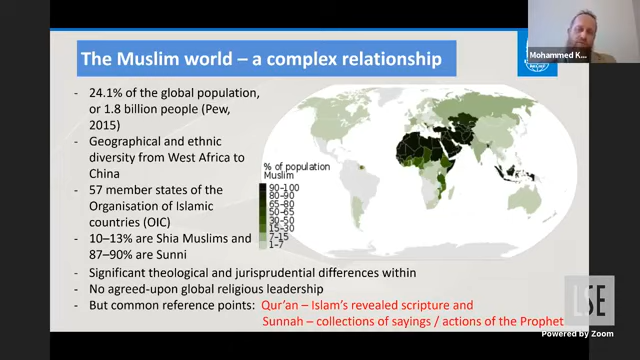 Mohammed K...
The Muslim world – a complex relationship
- 24.1% of the global population,
or 1.8 billion people (Pew,
2015)
- Geographical and ethnic
diversity from West Africa to
China
- 57 member states of the
Organisation of Islamic
countries (OIC)
- 10–13% are Shia Muslims and
87–90% are Sunni
% of population
Muslim
90–100
80–90
65–80
50–65
30–50
15–30
7–15
1–7
- Significant theological and jurisprudential differences within
- No agreed-upon global religious leadership
- But common reference points: Qur'an – Islam's revealed scripture and
Sunnah – collections of sayings / actions of the Prophet
LSE
Powered by Zoom